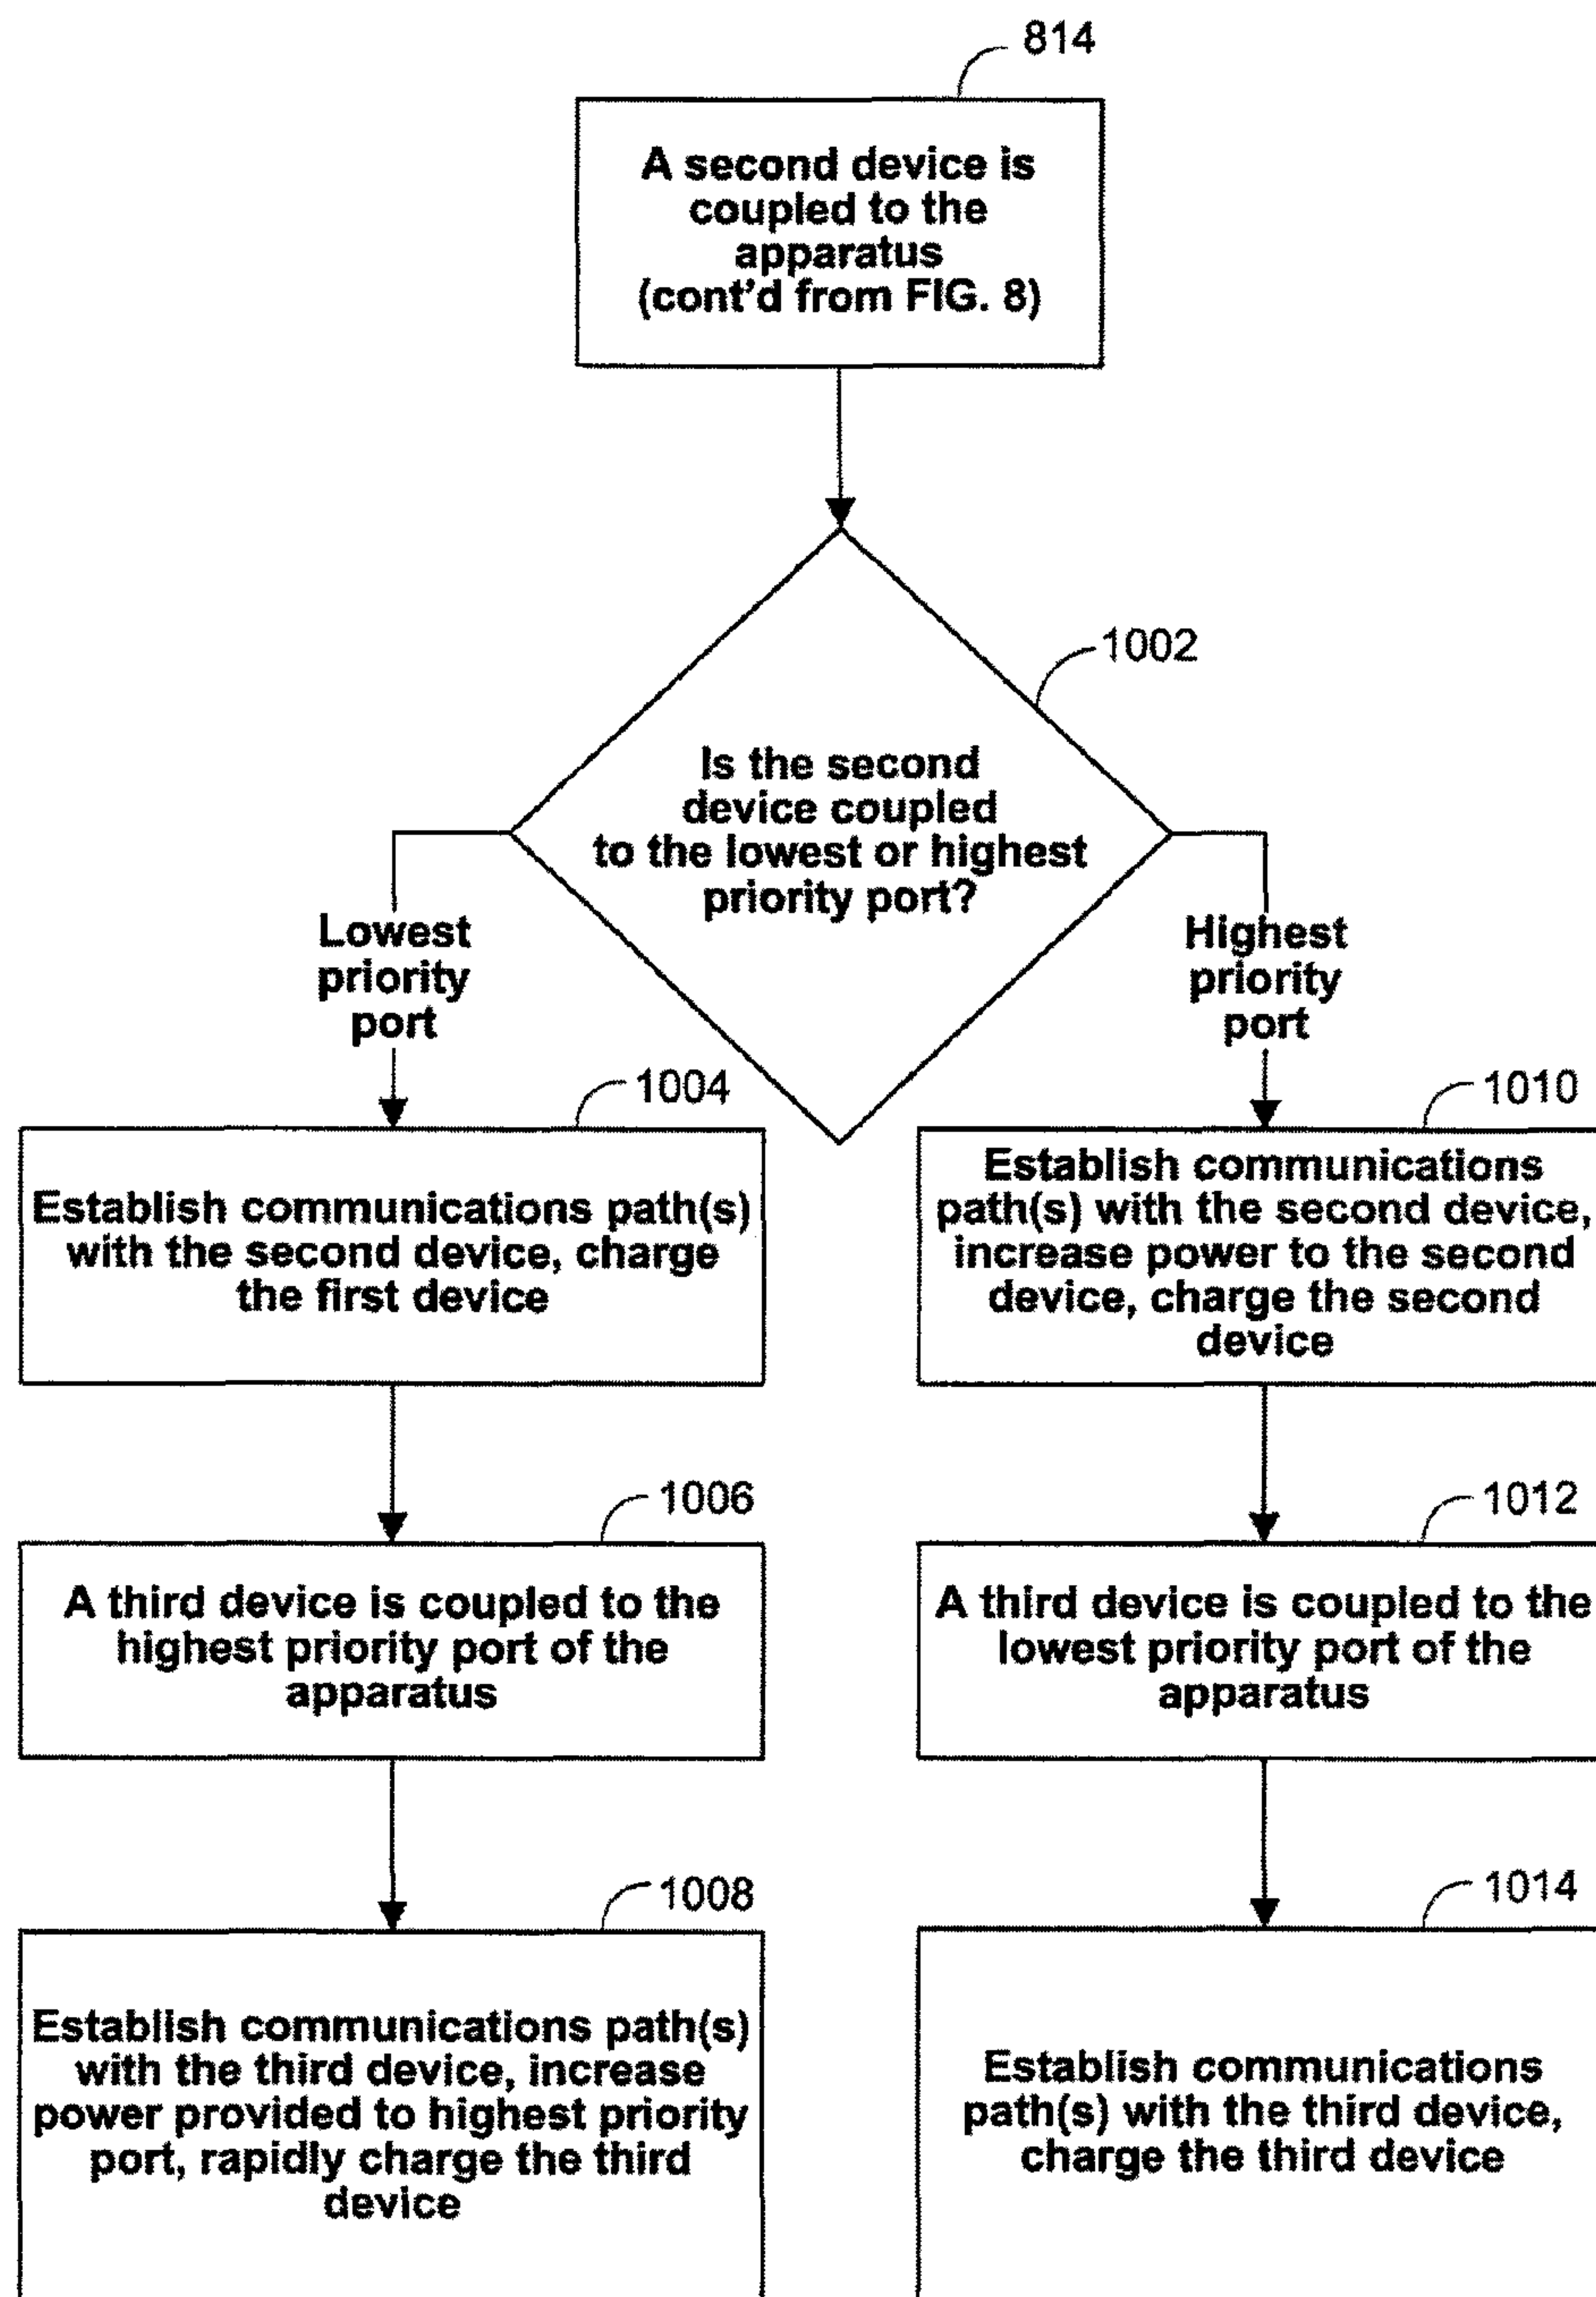 814
A second device is
coupled to the
apparatus
(cont'd from FIG. 8)
1002
Is the second
device coupled
to the lowest or highest
priority port?
Lowest
priority
port
Highest
priority
port
1004
Establish communications path(s)
with the second device, charge
the first device
1010
Establish communications
path(s) with the second device,
increase power to the second
device, charge the second
device
1006
A third device is coupled to the
highest priority port of the
apparatus
1012
A third device is coupled to the
lowest priority port of the
apparatus
1008
Establish communications path(s)
with the third device, increase
power provided to highest priority
port, rapidly charge the third
device
1014
Establish communications
path(s) with the third device,
charge the third device